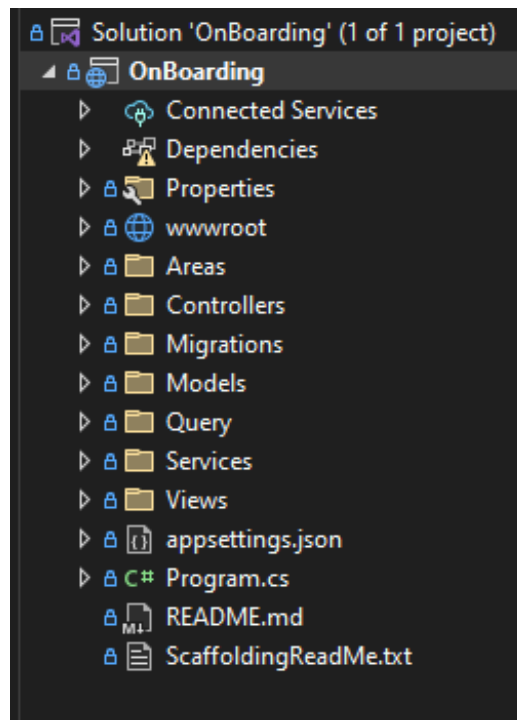 Solution 'OnBoarding' (1 of 1 project)
OnBoarding
Connected Services
Dependencies
Properties
wwwroot
Areas
Controllers
Migrations
Models
Query
Services
Views
appsettings.json
C# Program.cs
M↓ README.md
ScaffoldingReadMe.txt